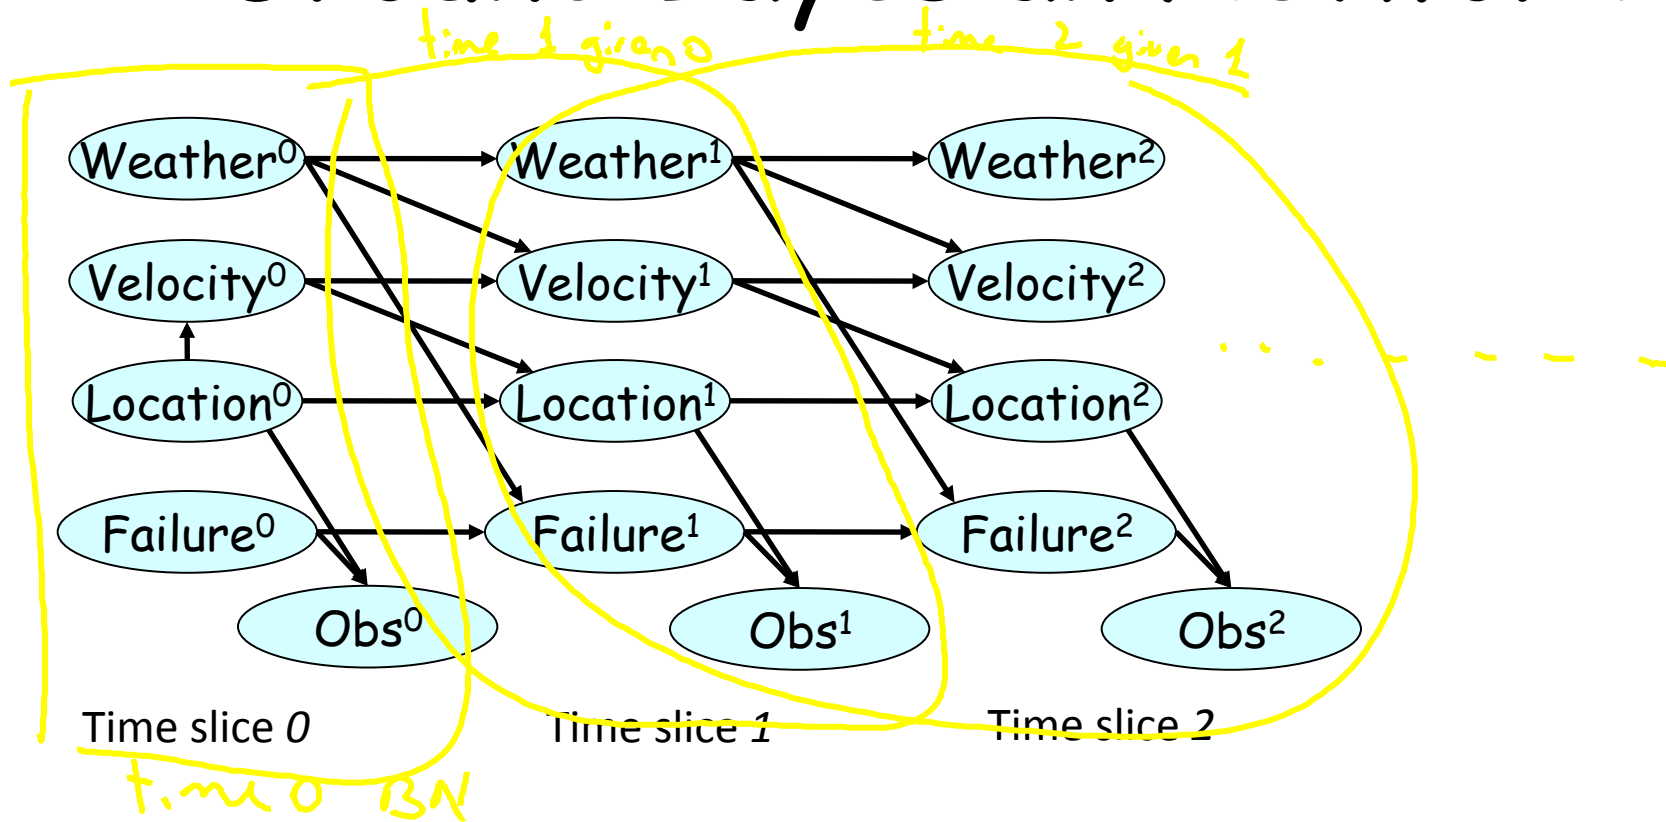 time 1 given 0
time 2 given 1
Weather0 Weather1 Weather2
Velocity0 Velocity1 Velocity2
Location0 Location1 Location2
Failure0 Failure1 Failure2
Obs0 Obs1 Obs2
Time slice 0 Time slice 1 Time slice 2
time 0 BN